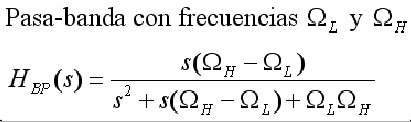 Pasa-banda con frecuencias Ω_L y Ω_H
H_BP(s) = s(Ω_H − Ω_L) / (s² + s(Ω_H − Ω_L) + Ω_LΩ_H)